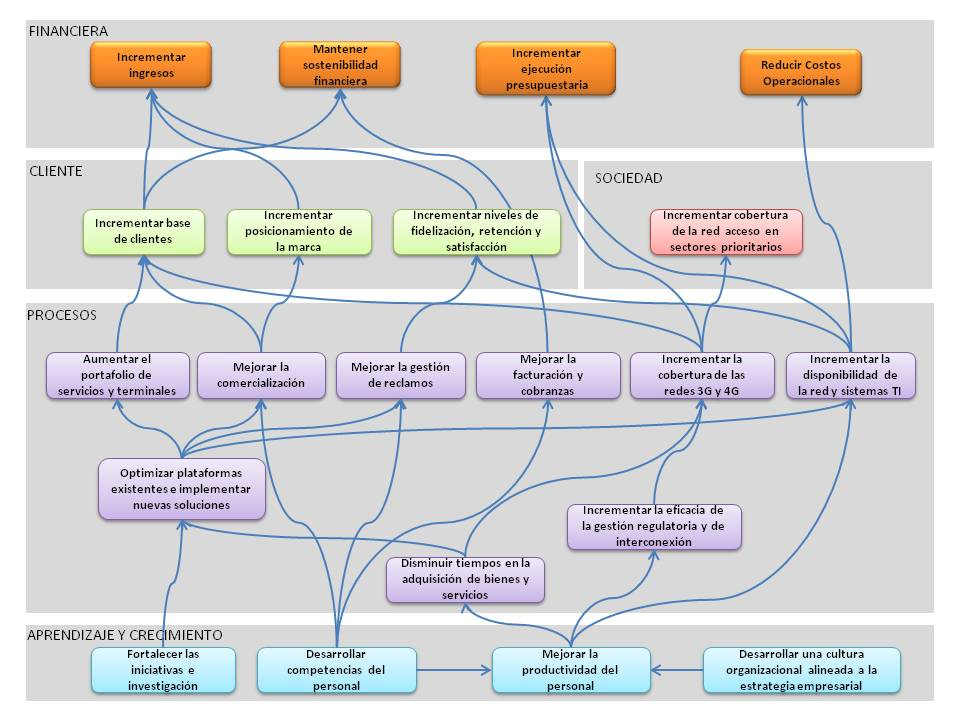 FINANCIERA
Incrementar
ingresos
Mantener
sostenibilidad
financiera
Incrementar
ejecución
presupuestaria
Reducir Costos
Operacionales
CLIENTE
Incrementar base
de clientes
Incrementar
posicionamiento de
la marca
Incrementar niveles de
fidelización, retención y
satisfacción
SOCIEDAD
Incrementar cobertura
de la red acceso en
sectores prioritarios
PROCESOS
Aumentar el
portafolio de
servicios y terminales
Mejorar la
comercialización
Mejorar la gestión
de reclamos
Mejorar la
facturación y
cobranzas
Incrementar la
cobertura de las
redes 3G y 4G
Incrementar la
disponibilidad de
la red y sistemas TI
Optimizar plataformas
existentes e implementar
nuevas soluciones
Incrementar la eficacia de
la gestión regulatoria y de
interconexión
Disminuir tiempos en la
adquisición de bienes y
servicios
APRENDIZAJE Y CRECIMIENTO
Fortalecer las
iniciativas e
investigación
Desarrollar
competencias del
personal
Mejorar la
productividad del
personal
Desarrollar una cultura
organizacional alineada a la
estrategia empresarial